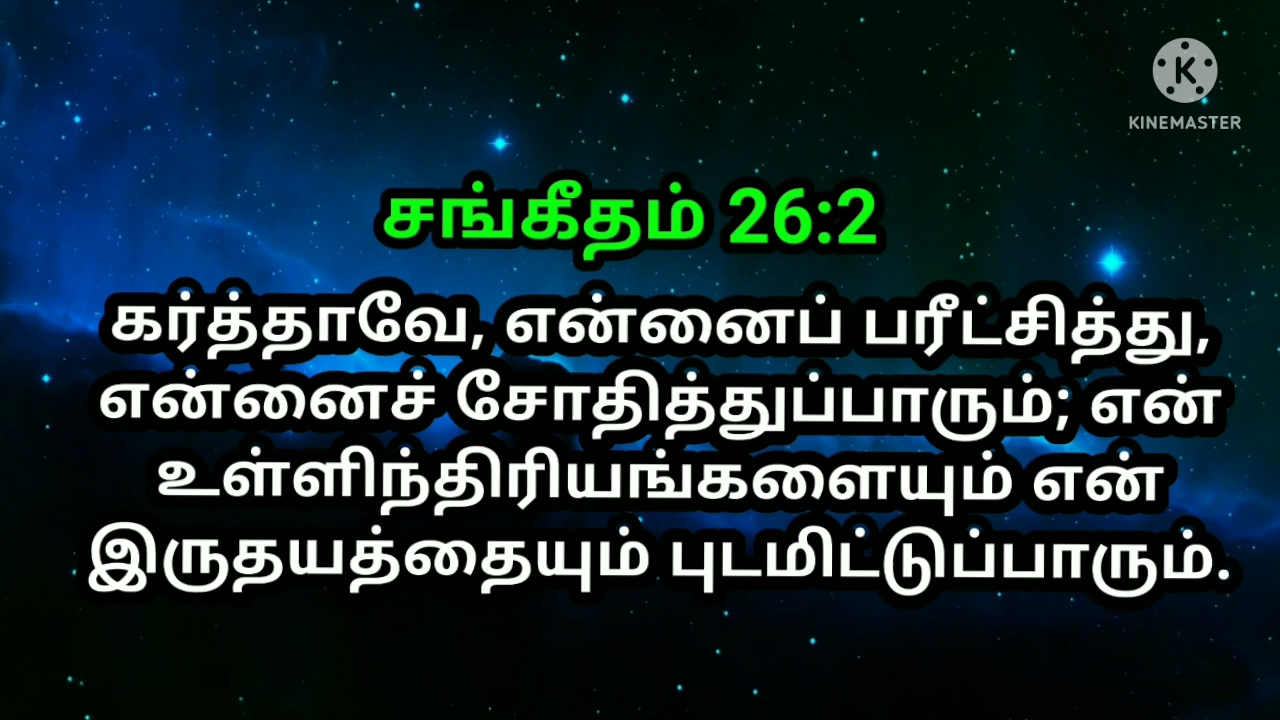 KINEMASTER
சங்கீதம் 26:2
கர்த்தாவே, என்னைப் பரீட்சித்து,
என்னைச் சோதித்துப்பாரும்; என்
உள்ளிந்திரியங்களையும் என்
இருதயத்தையும் புடமிட்டுப்பாரும்.